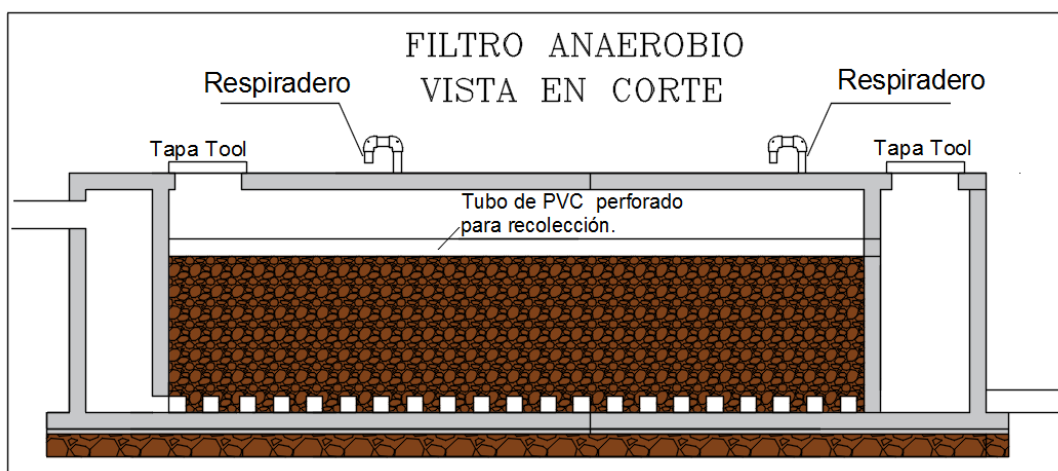 FILTRO ANAEROBIO
VISTA EN CORTE
Respiradero
Respiradero
Tapa Tool
Tapa Tool
Tubo de PVC perforado
para recolección.